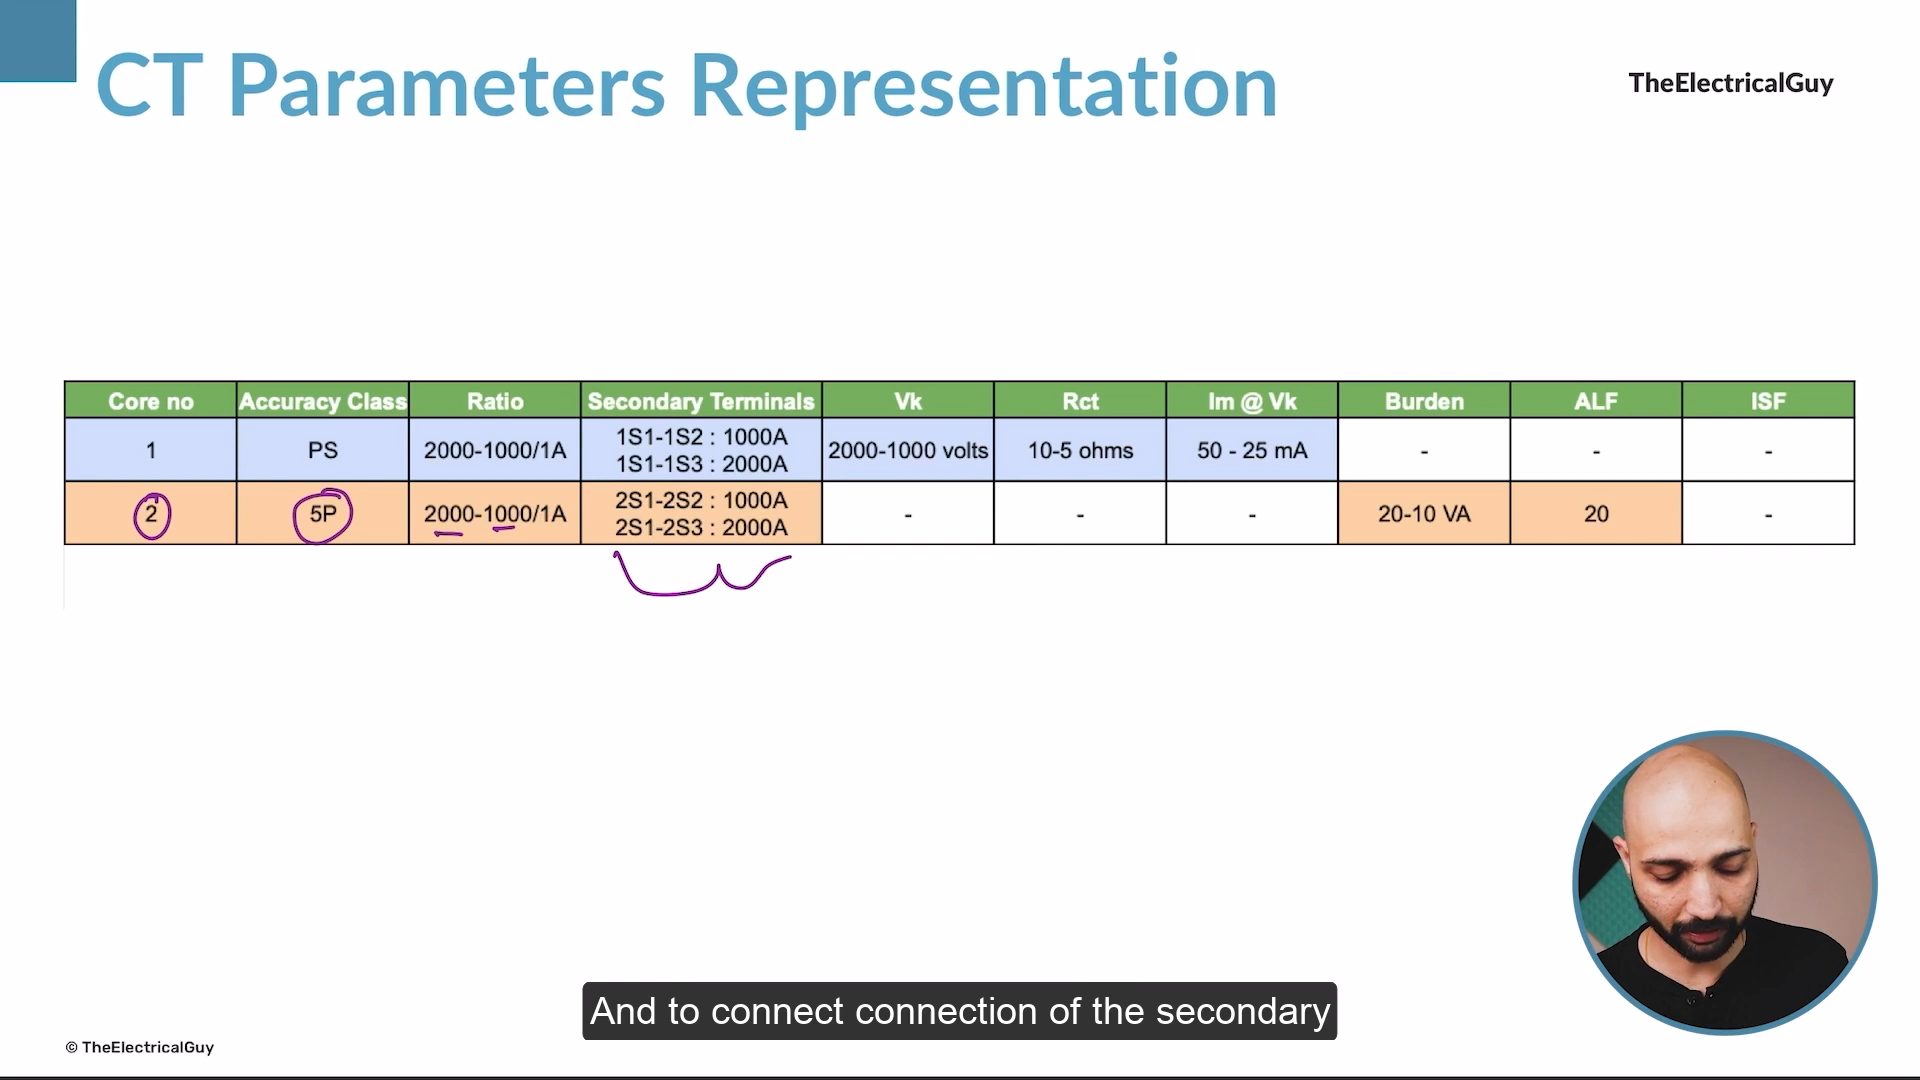 CT Parameters Representation
TheElectricalGuy
Core no Accuracy Class Ratio Secondary Terminals Vk Rct Im @ Vk Burden ALF ISF
1 PS 2000-1000/1A 1S1-1S2 : 1000A 2000-1000 volts 10-5 ohms 50 - 25 mA - - -
1S1-1S3 : 2000A
2 5P 2000-1000/1A 2S1-2S2 : 1000A - - - 20-10 VA 20 -
2S1-2S3 : 2000A
And to connect connection of the secondary
© TheElectricalGuy